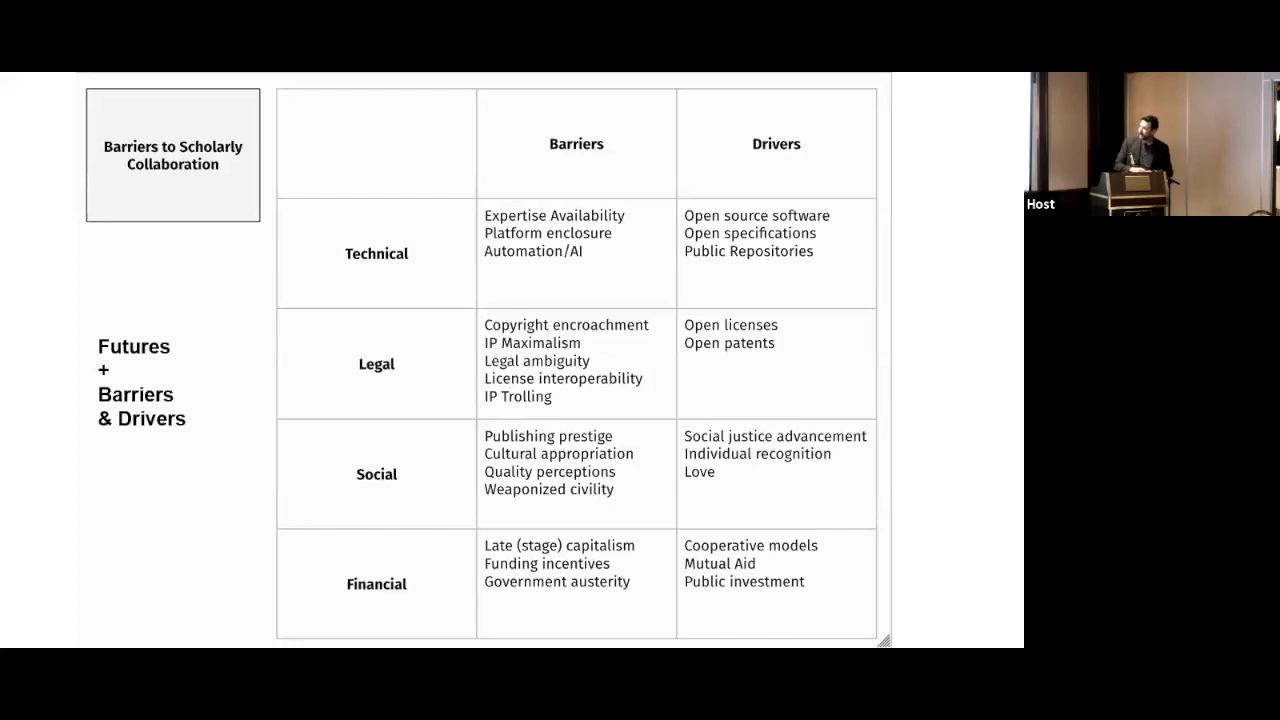 Barriers to Scholarly
Collaboration
Futures
+
Barriers
& Drivers
Barriers
Drivers
Technical
Expertise Availability
Platform enclosure
Automation/AI
Open source software
Open specifications
Public Repositories
Legal
Copyright encroachment
IP Maximalism
Legal ambiguity
License interoperability
IP Trolling
Open licenses
Open patents
Social
Publishing prestige
Cultural appropriation
Quality perceptions
Weaponized civility
Social justice advancement
Individual recognition
Love
Financial
Late (stage) capitalism
Funding incentives
Government austerity
Cooperative models
Mutual Aid
Public investment
Host